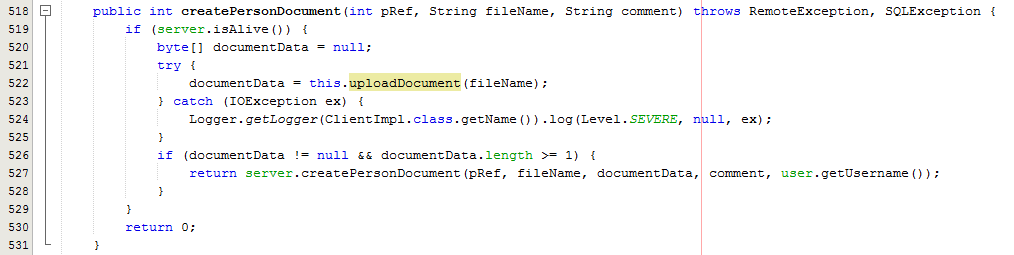 518 public int createPersonDocument(int pRef, String fileName, String comment) throws RemoteException, SQLException {
519 if (server.isAlive()) {
520 byte[] documentData = null;
521 try {
522 documentData = this.uploadDocument(fileName);
523 } catch (IOException ex) {
524 Logger.getLogger(ClientImpl.class.getName()).log(Level.SEVERE, null, ex);
525 }
526 if (documentData != null && documentData.length >= 1) {
527 return server.createPersonDocument(pRef, fileName, documentData, comment, user.getUsername());
528 }
529 }
530 return 0;
531 }